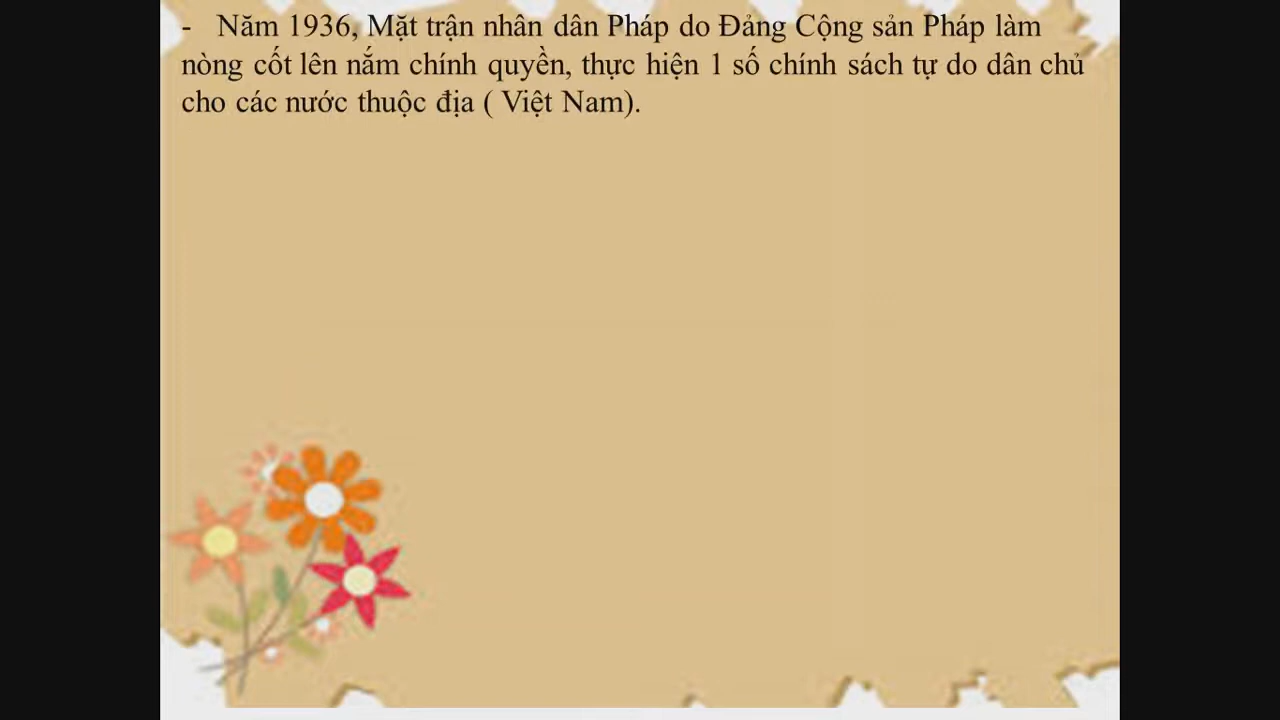 - Năm 1936, Mặt trận nhân dân Pháp do Đảng Cộng sản Pháp làm
nòng cốt lên nắm chính quyền, thực hiện 1 số chính sách tự do dân chủ
cho các nước thuộc địa ( Việt Nam).